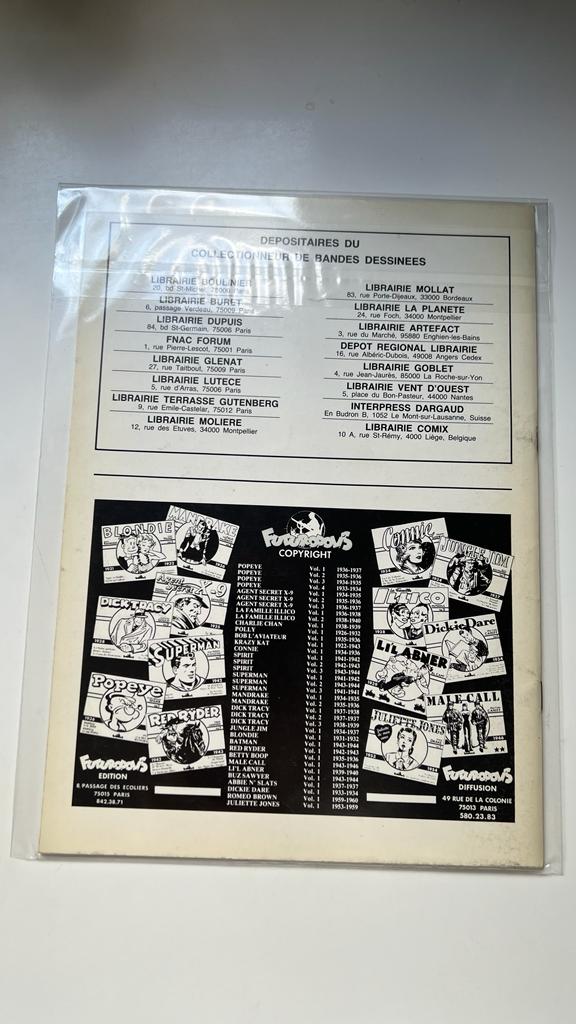 DEPOSITAIRES DU
COLLECTIONNEUR DE BANDES DESSINEES
LIBRAIRIE BOULINIER
20, bd St-Michel, 75006 Paris
LIBRAIRIE BURET
6, passage Verdeau, 75009 Paris
LIBRAIRIE DUPUIS
84, bd St-Germain, 75006 Paris
FNAC FORUM
1, rue Pierre-Lescot, 75001 Paris
LIBRAIRIE GLENAT
27, rue Taitboul, 75009 Paris
LIBRAIRIE LUTECE
5, rue d'Arras, 75006 Paris
LIBRAIRIE TERRASSE GUTENBERG
9, rue Emile-Castelar, 75012 Paris
LIBRAIRIE MOLIERE
12, rue des Etuves, 34000 Montpellier
LIBRAIRIE MOLLAT
83, rue Porte-Dijeaux, 33000 Bordeaux
LIBRAIRIE LA PLANETE
24, rue Foch, 34000 Montpellier
LIBRAIRIE ARTEFACT
3, rue du Marché, 95880 Enghien-les-Bains
DEPOT REGIONAL LIBRAIRIE
16, rue Albéric-Dubois, 49008 Angers Cedex
LIBRAIRIE GOBLET
4, rue Jean-Jaurès, 85000 La Roche-sur-Yon
LIBRAIRIE VENT D'OUEST
5, place du Bon-Pasteur, 44000 Nantes
INTERPRESS DARGAUD
En Budron B, 1052 Le Mont-sur-Lausanne, Suisse
LIBRAIRIE COMIX
10 A, rue St-Rémy, 4000 Liège, Belgique
FUTUROPOLIS
COPYRIGHT
BLONDIE
MANDRAKE
Agent Secret X-9
DICK TRACY
SUPERMAN
Popeye
RED RYDER
POPEYE Vol. 1 1936-1937
POPEYE Vol. 2 1935-1936
POPEYE Vol. 3 1934-1935
POPEYE Vol. 4 1933-1934
AGENT SECRET X-9 Vol. 1 1934-1935
AGENT SECRET X-9 Vol. 2 1935-1936
AGENT SECRET X-9 Vol. 3 1936-1937
LA FAMILLE ILLICO Vol. 1 1936-1938
LA FAMILLE ILLICO Vol. 2 1938-1940
CHARLIE CHAN Vol. 1 1938-1939
POLLY Vol. 1 1926-1932
BOB L'AVIATEUR Vol. 1 1935-1936
KRAZY KAT Vol. 1 1922-1943
CONNIE Vol. 1 1934-1936
SPIRIT Vol. 1 1941-1942
SPIRIT Vol. 2 1942-1943
SPIRIT Vol. 3 1943-1944
SUPERMAN Vol. 1 1941-1942
SUPERMAN Vol. 2 1943-1944
SUPERMAN Vol. 3 1941-1941
MANDRAKE Vol. 1 1934-1935
MANDRAKE Vol. 2 1935-1936
DICK TRACY Vol. 1 1937-1938
DICK TRACY Vol. 2 1937-1937
DICK TRACY Vol. 3 1938-1939
JUNGLE JIM Vol. 1 1934-1937
BLONDIE Vol. 1 1931-1932
BATMAN Vol. 1 1943-1944
RED RYDER Vol. 1 1942-1943
BETTY BOOP Vol. 1 1935-1936
MALE CALL Vol. 1 1943-1946
LI'L ABNER Vol. 1 1939-1940
BUZ SAWYER Vol. 1 1943-1944
ABBIE N' SLATS Vol. 1 1937-1937
DICKIE DARE Vol. 1 1933-1934
ROMEO BROWN Vol. 1 1959-1960
JULIETTE JONES Vol. 1 1953-1959
Connie
JUNGLE JIM
ILLICO
Dickie Dare
LI'L ABNER
MALE CALL
JULIETTE JONES
FUTUROPOLIS
EDITION
8, PASSAGE DES ECOLIERS
75015 PARIS
842.38.71
FUTUROPOLIS
DIFFUSION
49 RUE DE LA COLONIE
75013 PARIS
580.23.83